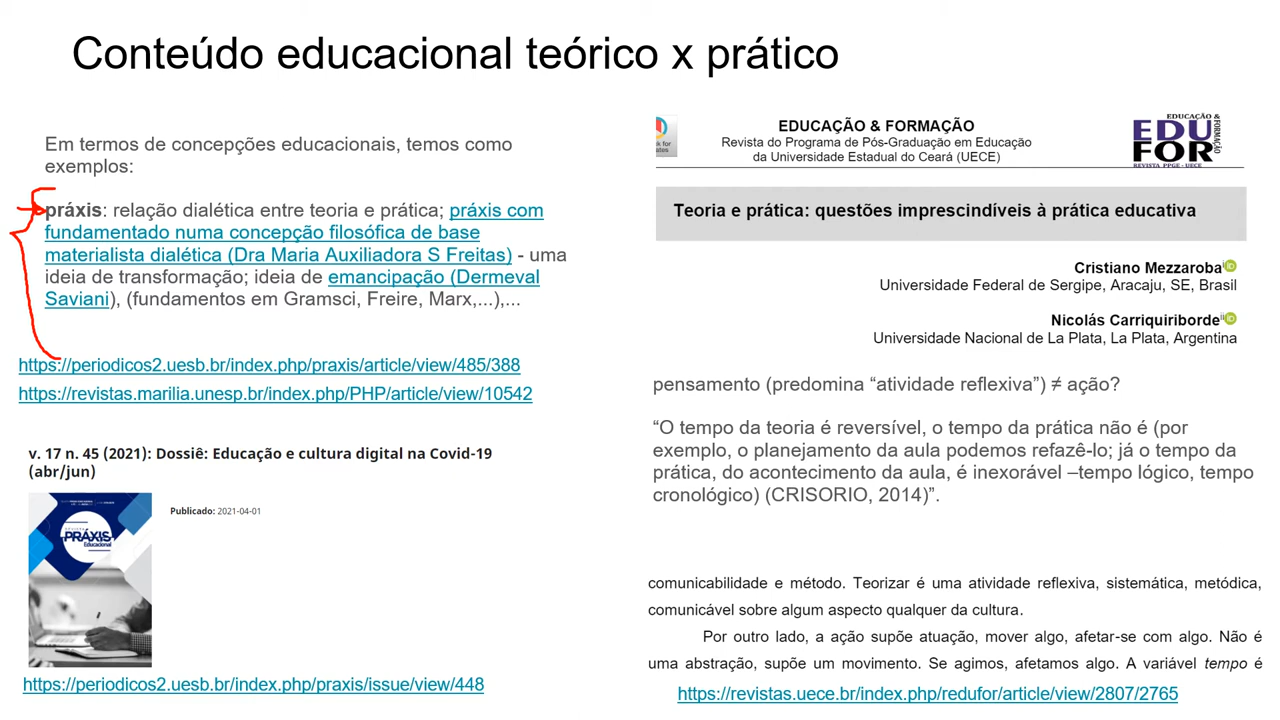 Conteúdo educacional teórico x prático
Em termos de concepções educacionais, temos como
exemplos:
práxis: relação dialética entre teoria e prática; práxis com
fundamentado numa concepção filosófica de base
materialista dialética (Dra Maria Auxiliadora S Freitas) - uma
ideia de transformação; ideia de emancipação (Dermeval
Saviani), (fundamentos em Gramsci, Freire, Marx,...),...
https://periodicos2.uesb.br/index.php/praxis/article/view/485/388
https://revistas.marilia.unesp.br/index.php/PHP/article/view/10542
v. 17 n. 45 (2021): Dossiê: Educação e cultura digital na Covid-19
(abr/jun)
Publicado: 2021-04-01
PRÁXIS
Educacional
https://periodicos2.uesb.br/index.php/praxis/issue/view/448
EDUCAÇÃO & FORMAÇÃO
Revista do Programa de Pós-Graduação em Educação
da Universidade Estadual do Ceará (UECE)
EDUCAÇÃO &
FORMAÇÃO
EDU
FOR
REVISTA PPGE - UECE
Teoria e prática: questões imprescindíveis à prática educativa
Cristiano Mezzaroba
Universidade Federal de Sergipe, Aracaju, SE, Brasil
Nicolás Carriquiriborde
Universidade Nacional de La Plata, La Plata, Argentina
pensamento (predomina “atividade reflexiva”) ≠ ação?
“O tempo da teoria é reversível, o tempo da prática não é (por
exemplo, o planejamento da aula podemos refazê-lo; já o tempo da
prática, do acontecimento da aula, é inexorável –tempo lógico, tempo
cronológico) (CRISORIO, 2014)”.
comunicabilidade e método. Teorizar é uma atividade reflexiva, sistemática, metódica,
comunicável sobre algum aspecto qualquer da cultura.
Por outro lado, a ação supõe atuação, mover algo, afetar-se com algo. Não é
uma abstração, supõe um movimento. Se agimos, afetamos algo. A variável tempo é
https://revistas.uece.br/index.php/redufor/article/view/2807/2765